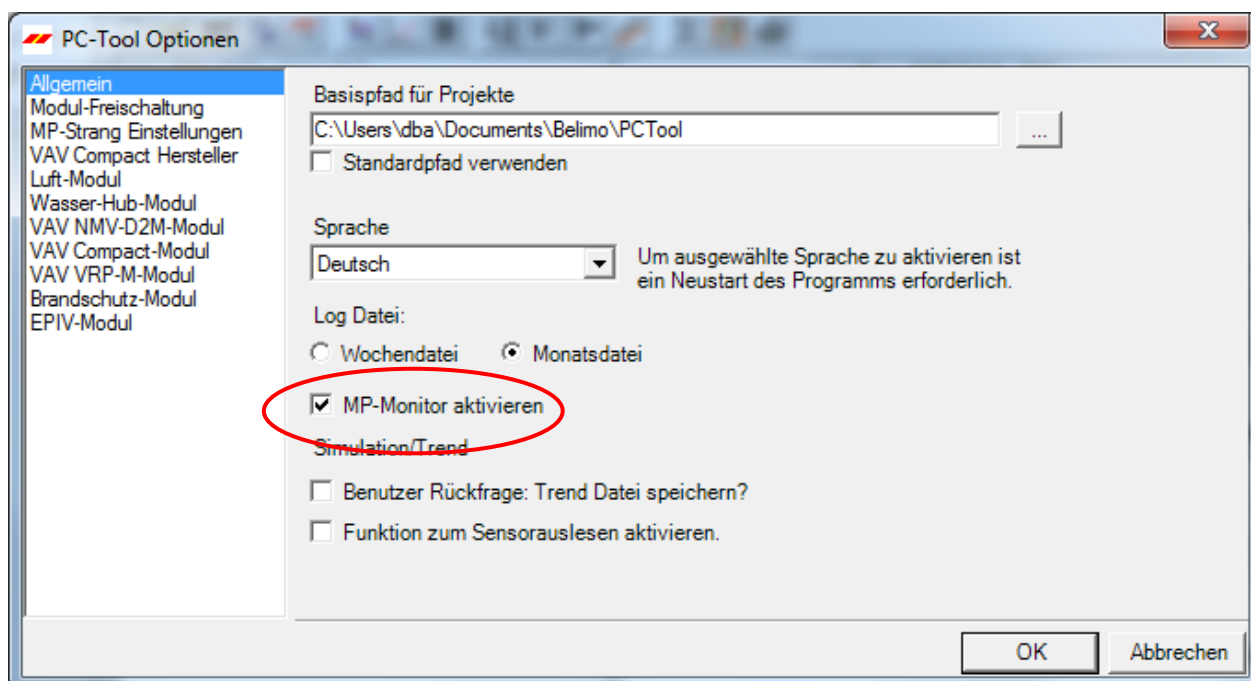 PC-Tool Optionen
Allgemein
Modul-Freischaltung
MP-Strang Einstellungen
VAV Compact Hersteller
Luft-Modul
Wasser-Hub-Modul
VAV NMV-D2M-Modul
VAV Compact-Modul
VAV VRP-M-Modul
Brandschutz-Modul
EPIV-Modul
Basispfad für Projekte
C:\Users\dba\Documents\Belimo\PCTool
...
Standardpfad verwenden
Sprache
Deutsch
Um ausgewählte Sprache zu aktivieren ist
ein Neustart des Programms erforderlich.
Log Datei:
Wochendatei
Monatsdatei
MP-Monitor aktivieren
Simulation/Trend
Benutzer Rückfrage: Trend Datei speichern?
Funktion zum Sensorauslesen aktivieren.
OK
Abbrechen